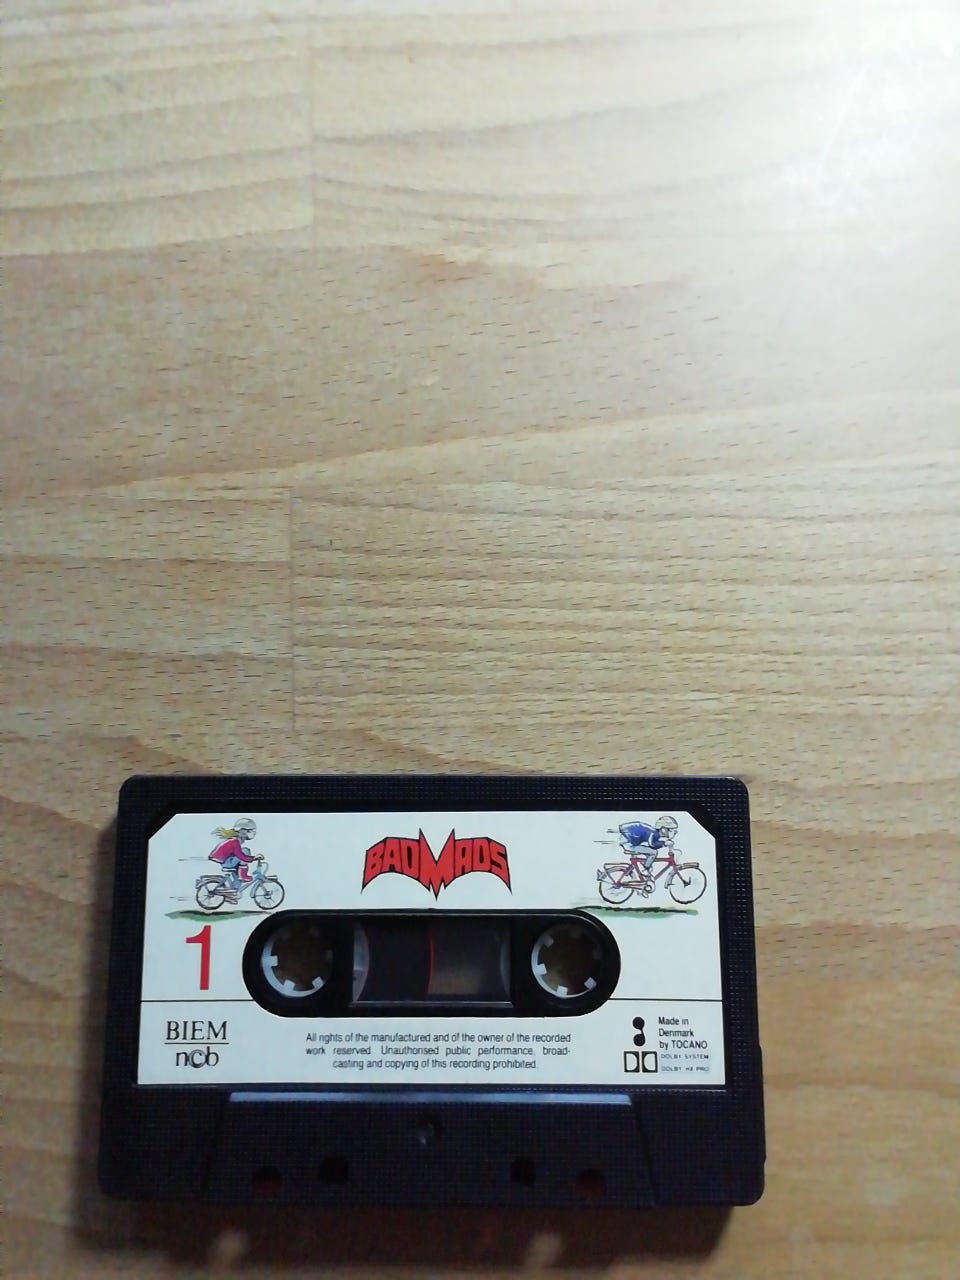 BADMADS
1
BIEM
ncb
All rights of the manufactured and of the owner of the recorded
work reserved. Unauthorised public performance, broad-
casting and copying of this recording prohibited.
Made in
Denmark
by TOCANO
DOLBY SYSTEM
DOLBY HX PRO